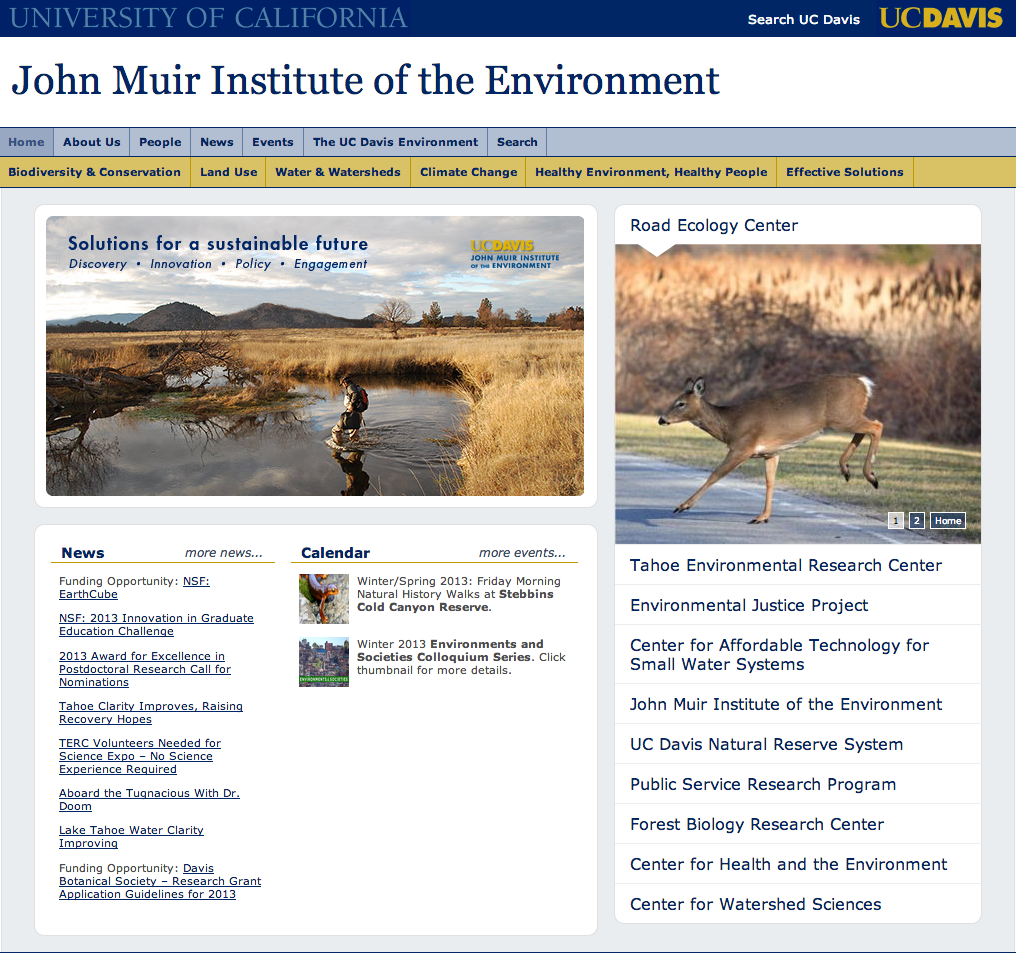 UNIVERSITY OF CALIFORNIA
Search UC Davis
UCDAVIS
John Muir Institute of the Environment
Home
About Us
People
News
Events
The UC Davis Environment
Search
Biodiversity & Conservation
Land Use
Water & Watersheds
Climate Change
Healthy Environment, Healthy People
Effective Solutions
Solutions for a sustainable future
Discovery • Innovation • Policy • Engagement
UCDAVIS
JOHN MUIR INSTITUTE
OF THE ENVIRONMENT
News
more news...
Funding Opportunity: NSF:
EarthCube
NSF: 2013 Innovation in Graduate
Education Challenge
2013 Award for Excellence in
Postdoctoral Research Call for
Nominations
Tahoe Clarity Improves, Raising
Recovery Hopes
TERC Volunteers Needed for
Science Expo – No Science
Experience Required
Aboard the Tugnacious With Dr.
Doom
Lake Tahoe Water Clarity
Improving
Funding Opportunity: Davis
Botanical Society – Research Grant
Application Guidelines for 2013
Calendar
more events...
Winter/Spring 2013: Friday Morning
Natural History Walks at Stebbins
Cold Canyon Reserve.
ENVIRONMENTS & SOCIETIES
Winter 2013 Environments and
Societies Colloquium Series. Click
thumbnail for more details.
Road Ecology Center
1
2
Home
Tahoe Environmental Research Center
Environmental Justice Project
Center for Affordable Technology for
Small Water Systems
John Muir Institute of the Environment
UC Davis Natural Reserve System
Public Service Research Program
Forest Biology Research Center
Center for Health and the Environment
Center for Watershed Sciences